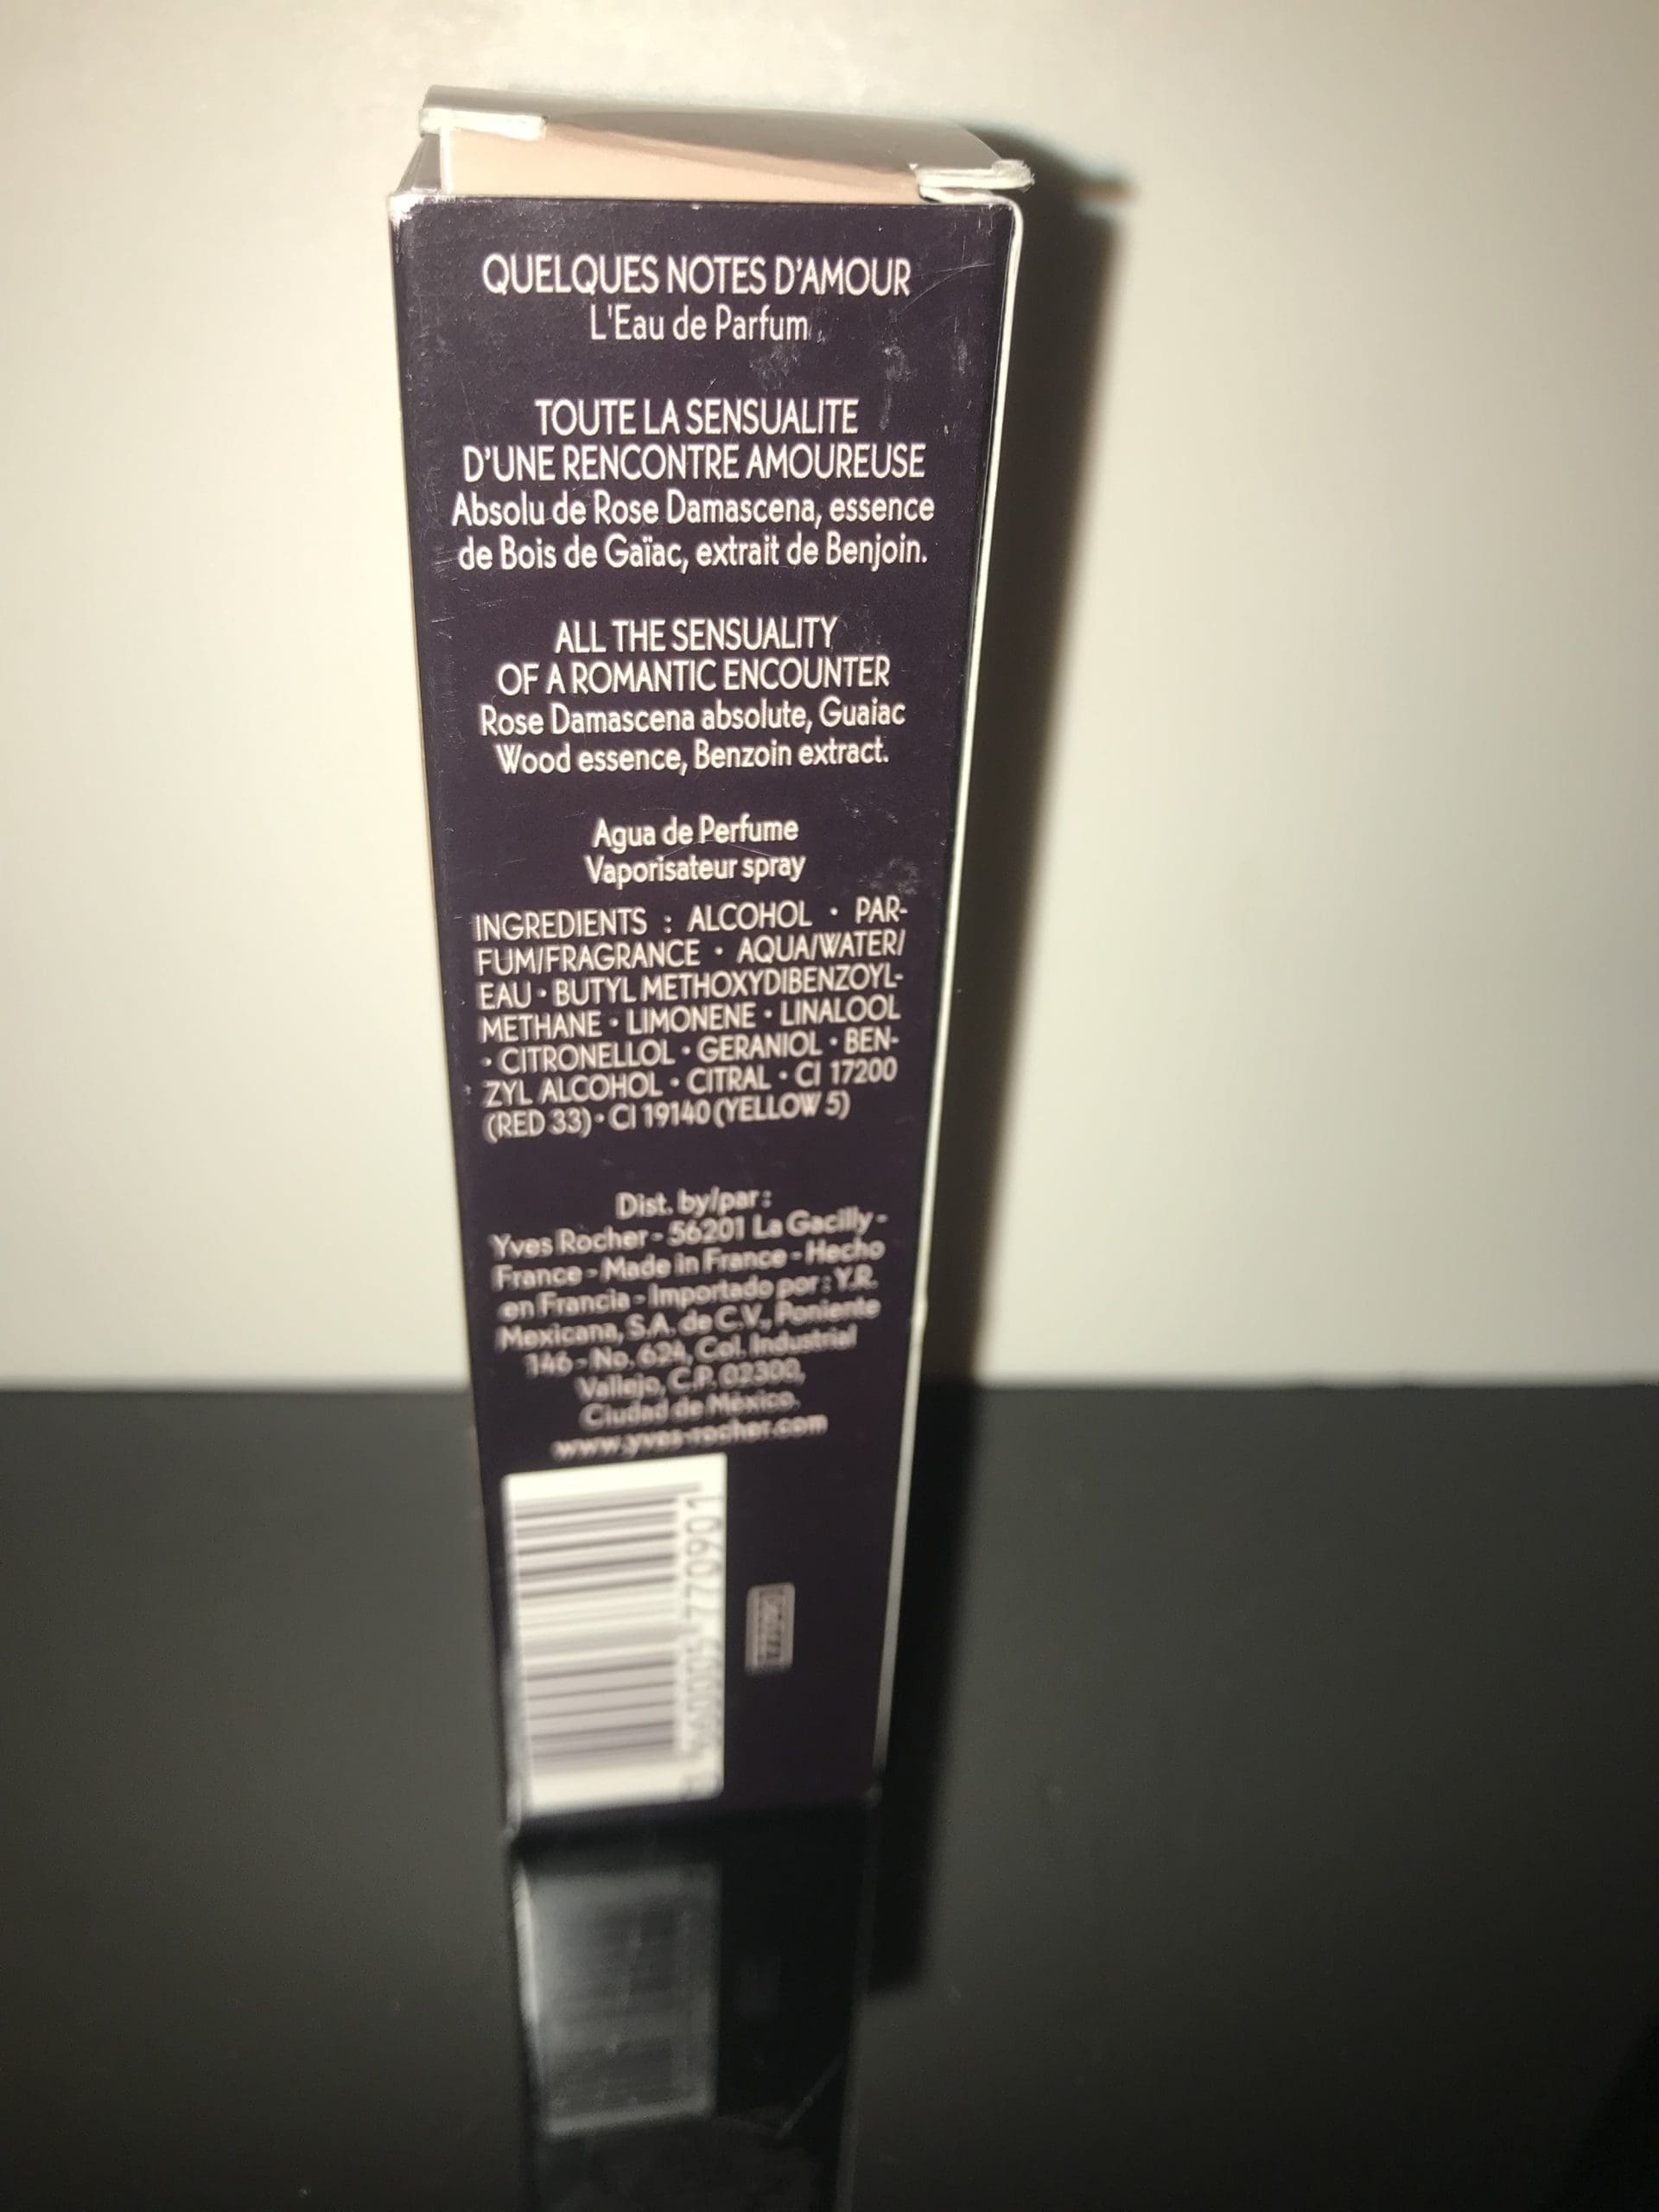 QUELQUES NOTES D'AMOUR
L'Eau de Parfum
TOUTE LA SENSUALITE
D'UNE RENCONTRE AMOUREUSE
Absolu de Rose Damascena, essence
de Bois de Gaïac, extrait de Benjoin.
ALL THE SENSUALITY
OF A ROMANTIC ENCOUNTER
Rose Damascena absolute, Guaiac
Wood essence, Benzoin extract.
Agua de Perfume
Vaporisateur spray
INGREDIENTS : ALCOHOL · PAR-
FUM/FRAGRANCE · AQUA/WATER/
EAU · BUTYL METHOXYDIBENZOYL-
METHANE · LIMONENE · LINALOOL
· CITRONELLOL · GERANIOL · BEN-
ZYL ALCOHOL · CITRAL · CI 17200
(RED 33) · CI 19140 (YELLOW 5)
Dist. by/par :
Yves Rocher - 56201 La Gacilly -
France - Made in France - Hecho
en Francia - Importado por : Y.R.
Mexicana, S.A. de C.V., Poniente
146 - No. 624, Col. Industrial
Vallejo, C.P. 02300,
Ciudad de México.
www.yves-rocher.com